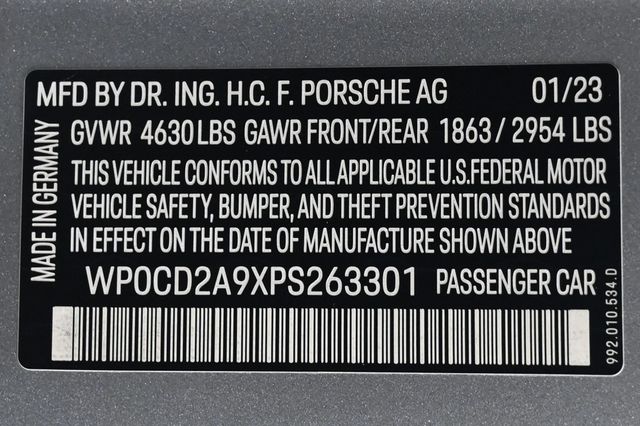 MFD BY DR. ING. H.C. F. PORSCHE AG 01/23
GVWR 4630 LBS GAWR FRONT/REAR 1863 / 2954 LBS
THIS VEHICLE CONFORMS TO ALL APPLICABLE U.S.FEDERAL MOTOR
VEHICLE SAFETY, BUMPER, AND THEFT PREVENTION STANDARDS
IN EFFECT ON THE DATE OF MANUFACTURE SHOWN ABOVE
WP0CD2A9XPS263301 PASSENGER CAR
MADE IN GERMANY
992.010.534.D